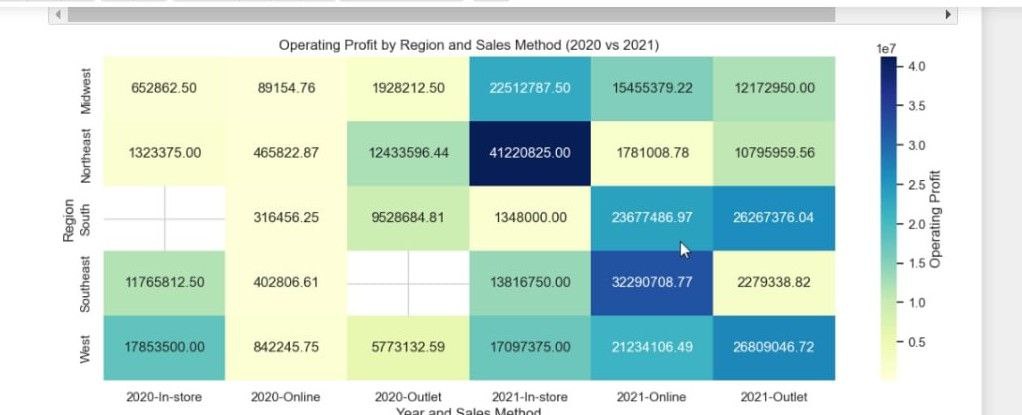 Operating Profit by Region and Sales Method (2020 vs 2021)
1e7
Midwest 652862.50 89154.76 1928212.50 22512787.50 15455379.22 12172950.00
Northeast 1323375.00 465822.87 12433596.44 41220825.00 1781008.78 10795959.56
South 316456.25 9528684.81 1348000.00 23677486.97 26267376.04
Southeast 11765812.50 402806.61 13816750.00 32290708.77 2279338.82
West 17853500.00 842245.75 5773132.59 17097375.00 21234106.49 26809046.72
Region
2020-In-store 2020-Online 2020-Outlet 2021-In-store 2021-Online 2021-Outlet
Year and Sales Method
4.0
3.5
3.0
2.5
2.0
1.5
1.0
0.5
Operating Profit